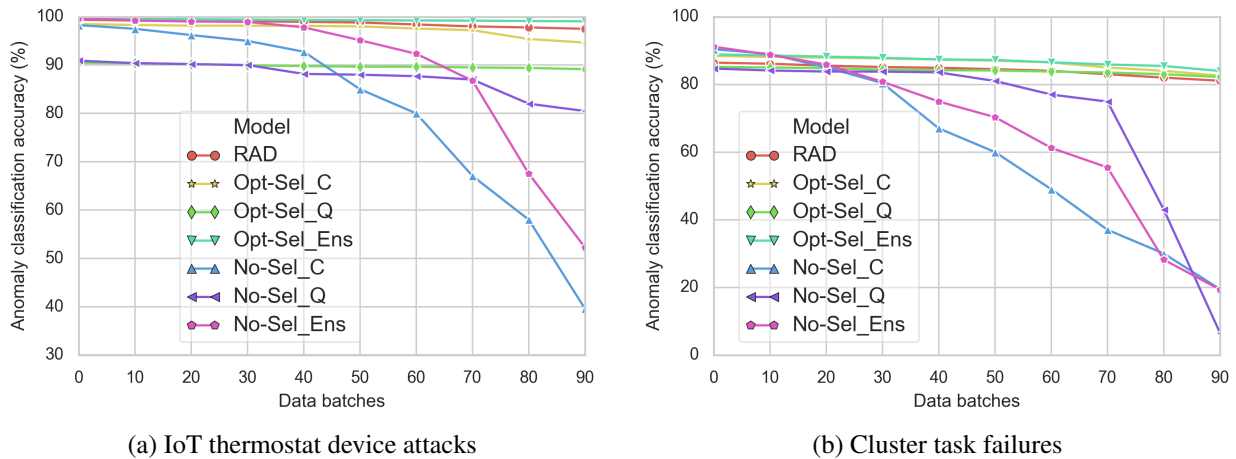 Anomaly classification accuracy (%)
100
90
80
70
60
50
40
30
Model
RAD
Opt-Sel_C
Opt-Sel_Q
Opt-Sel_Ens
No-Sel_C
No-Sel_Q
No-Sel_Ens
0 10 20 30 40 50 60 70 80 90
Data batches
(a) IoT thermostat device attacks
Anomaly classification accuracy (%)
100
80
60
40
20
0
Model
RAD
Opt-Sel_C
Opt-Sel_Q
Opt-Sel_Ens
No-Sel_C
No-Sel_Q
No-Sel_Ens
0 10 20 30 40 50 60 70 80 90
Data batches
(b) Cluster task failures